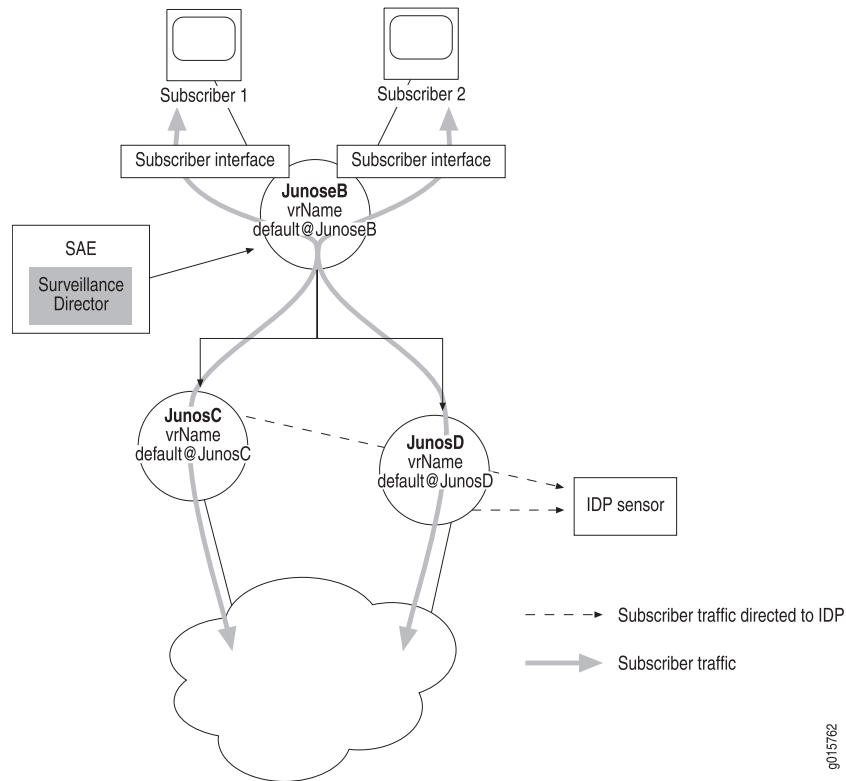 Subscriber 1
Subscriber 2
Subscriber interface
Subscriber interface
JunoseB
vrName
default@JunoseB
SAE
Surveillance
Director
JunosC
vrName
default@JunosC
JunosD
vrName
default@JunosD
IDP sensor
Subscriber traffic directed to IDP
Subscriber traffic
g015762